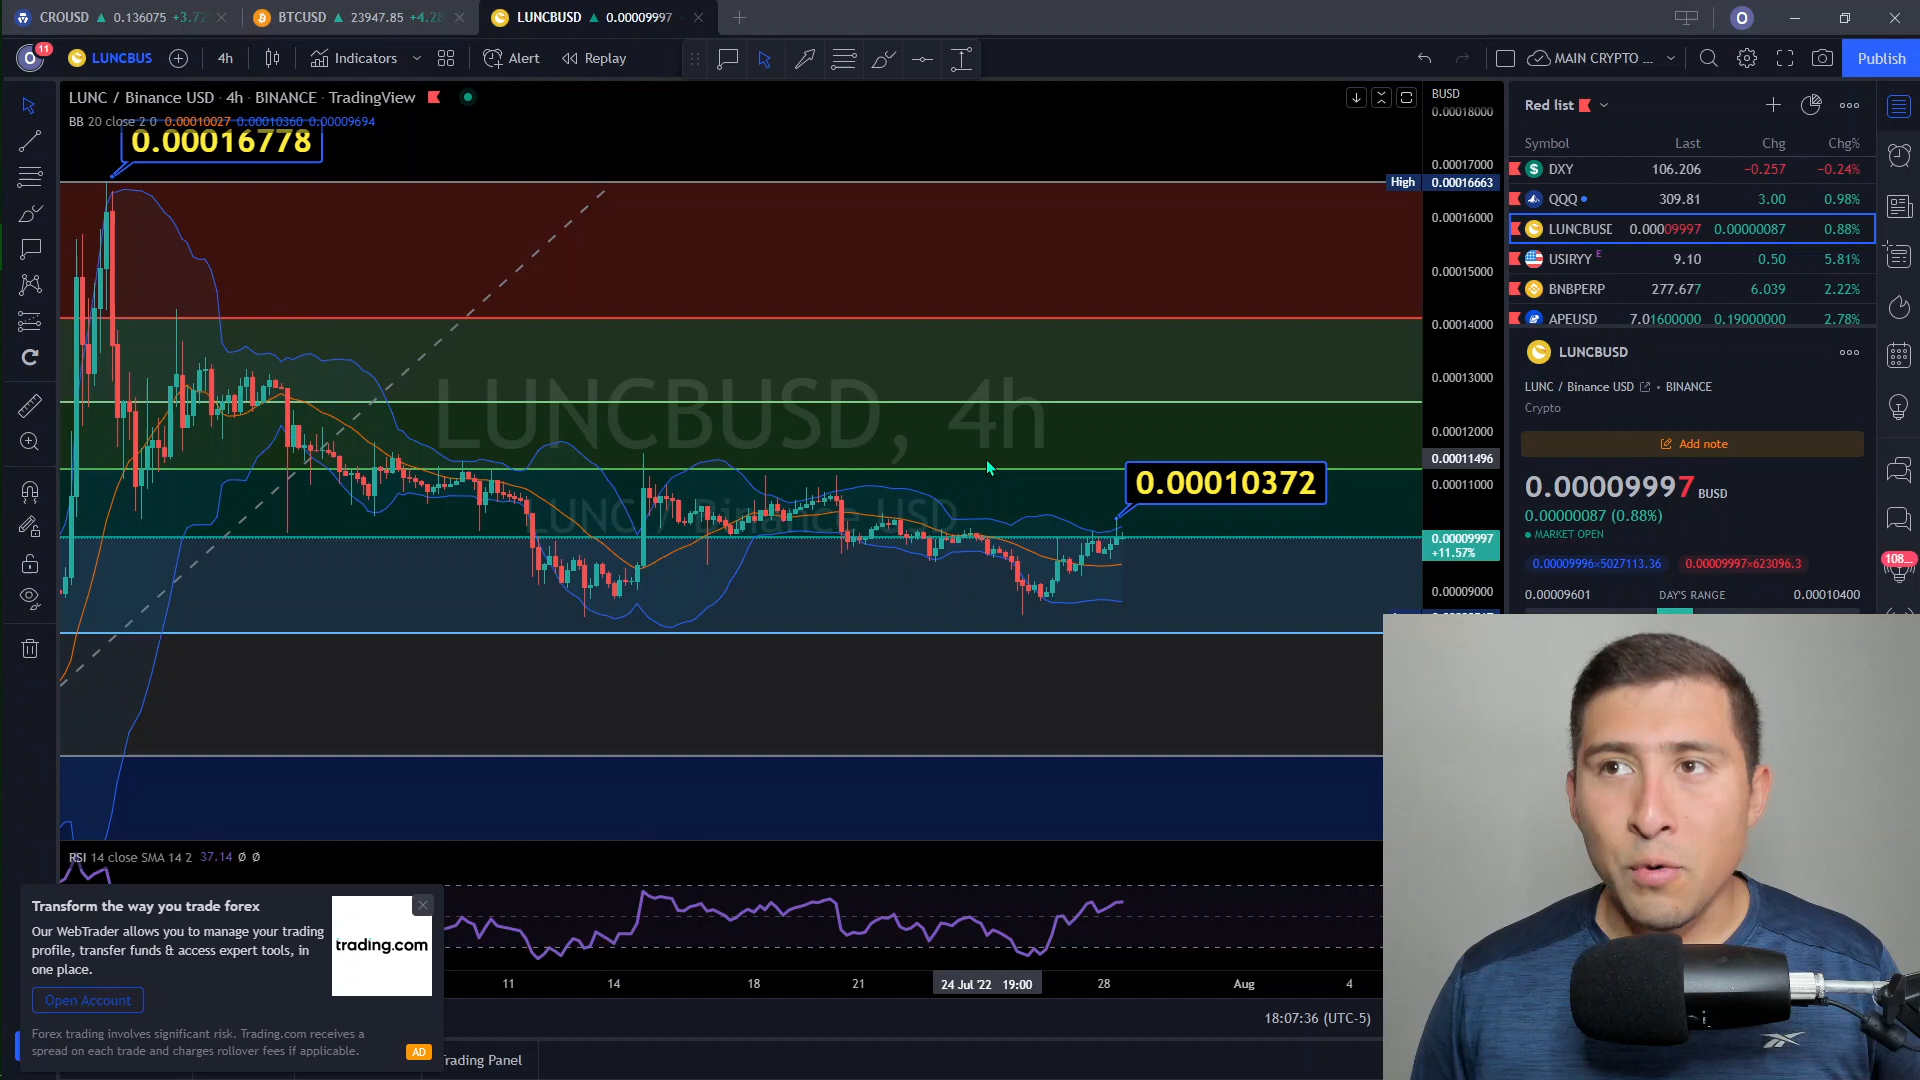 CROUSD ▲ 0.136075 +3.7
BTCUSD ▲ 23947.85 +4.28
LUNCBUSD ▲ 0.00009997
O
O
11
LUNCBUS
4h
Indicators
Alert
Replay
MAIN CRYPTO ...
Publish
LUNC / Binance USD · 4h · BINANCE · TradingView
BB 20 close 2 0 0.00010027 0.00010360 0.00009694
0.00016778
LUNCBUSD, 4h
LUNC / Binance USD
0.00010372
BUSD
0.00018000
0.00017000
High 0.00016663
0.00016000
0.00015000
0.00014000
0.00013000
0.00012000
0.00011496
0.00011000
0.00009997
+11.57%
0.00009000
Red list
Symbol Last Chg Chg%
DXY 106.206 −0.257 −0.24%
QQQ 309.81 3.00 0.98%
LUNCBUSD 0.00009997 0.00000087 0.88%
USIRYY E 9.10 0.50 5.81%
BNBPERP 277.677 6.039 2.22%
APEUSD 7.01600000 0.19000000 2.78%
LUNCBUSD
LUNC / Binance USD • BINANCE
Crypto
Add note
0.00009997 BUSD
0.00000087 (0.88%)
MARKET OPEN
0.00009996×5027113.36 0.00009997×623096.3
0.00009601 DAY'S RANGE 0.00010400
108...
RSI 14 close SMA 14 2 37.14 Ø Ø
Transform the way you trade forex
Our WebTrader allows you to manage your trading
profile, transfer funds & access expert tools, in
one place.
trading.com
Open Account
Forex trading involves significant risk. Trading.com receives a
spread on each trade and charges rollover fees if applicable.
AD
11 14 18 21 24 Jul '22 19:00 28 Aug 4
18:07:36 (UTC-5)
rading Panel